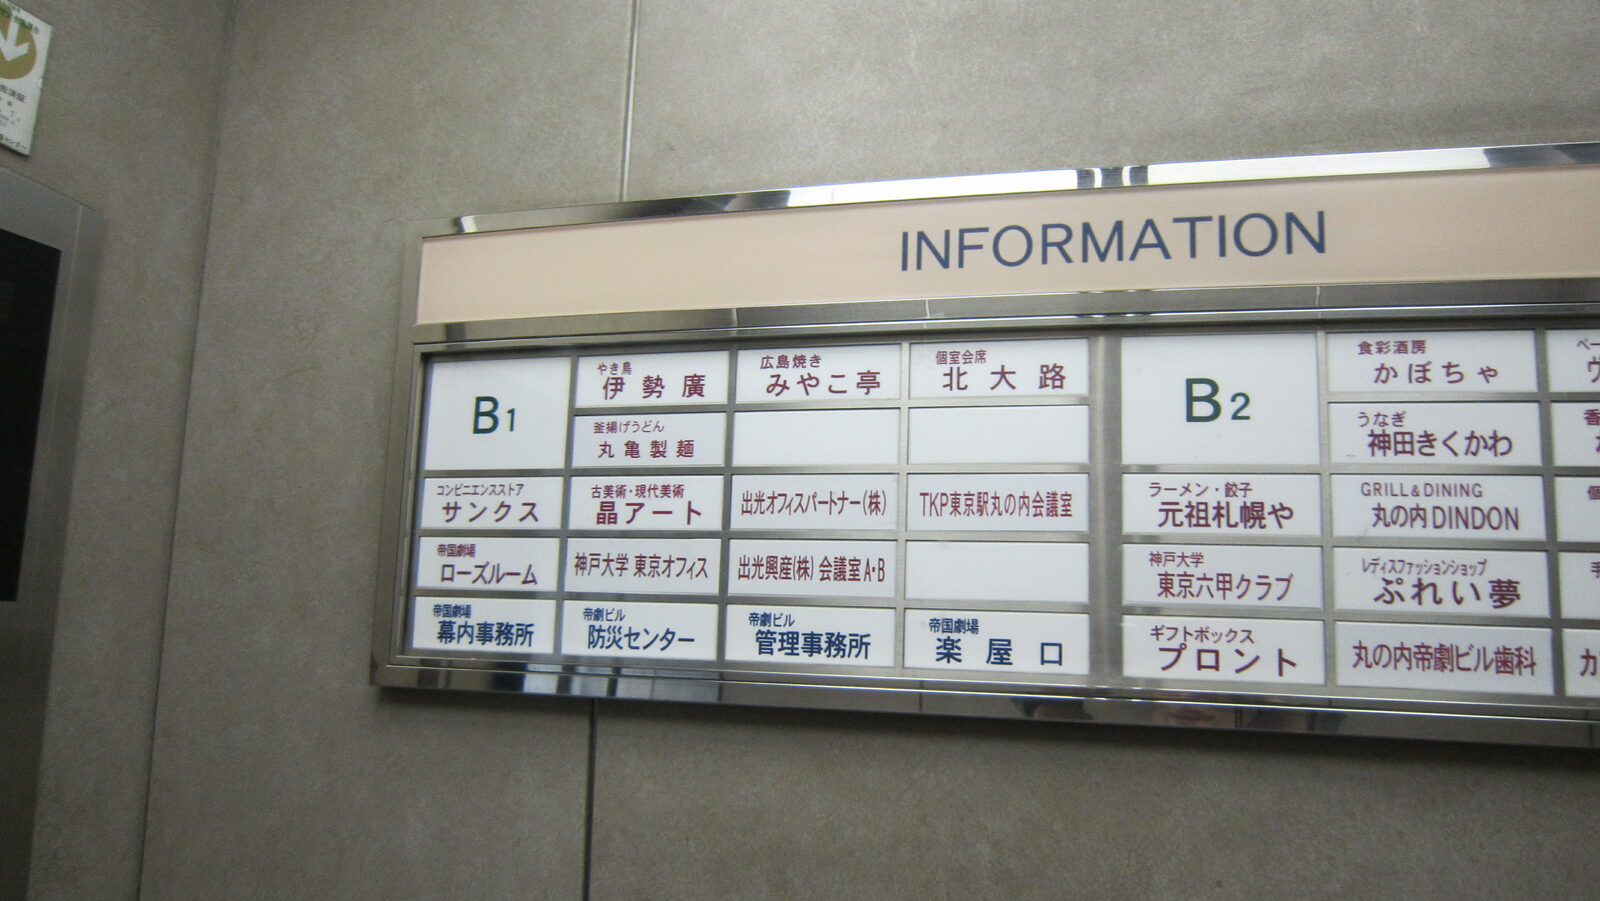 INFORMATION
B1
やき鳥
伊勢廣
広島焼き
みやこ亭
個室会席
北大路
釜揚げうどん
丸亀製麺
コンビニエンスストア
サンクス
古美術・現代美術
晶アート
出光オフィスパートナー(株)
TKP東京駅丸の内会議室
帝国劇場
ローズルーム
神戸大学 東京オフィス
出光興産(株) 会議室 A・B
帝国劇場
幕内事務所
帝劇ビル
防災センター
帝劇ビル
管理事務所
帝国劇場
楽屋口
B2
食彩酒房
かぼちゃ
うなぎ
神田きくかわ
ラーメン・餃子
元祖札幌や
GRILL & DINING
丸の内 DINDON
神戸大学
東京六甲クラブ
レディスファッションショップ
ぷれい夢
ギフトボックス
プロント
丸の内帝劇ビル歯科